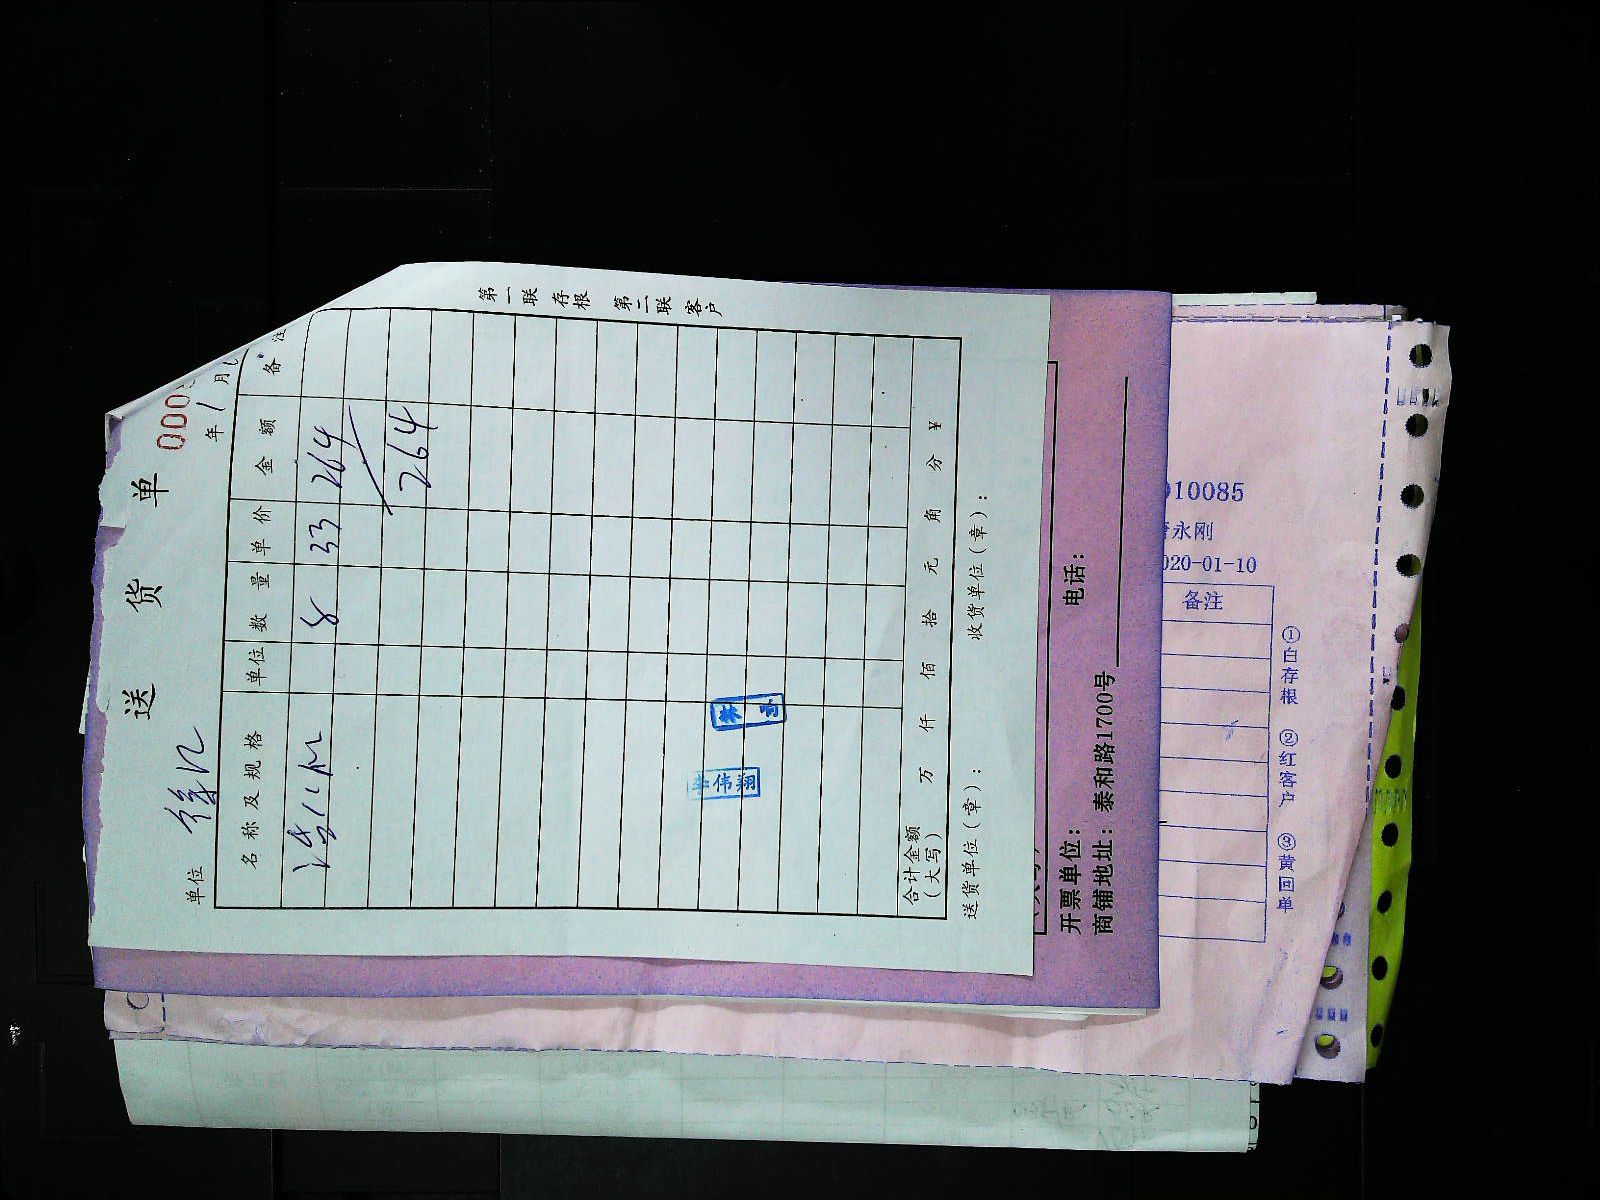 送 货 单
000
单位
年 1 月
名称及规格 单位 数量 单价 金额 备注
8 33 264
264
李伟翔
合计金额（大写） 万 仟 佰 拾 元 角 分 ￥
送货单位（章）： 收货单位（章）：
第一联 存根 第二联 客户
开票单位： 电话：
商铺地址：泰和路1700号
010085
永刚
020-01-10
备注
①白存根 ②红客户 ③黄回单